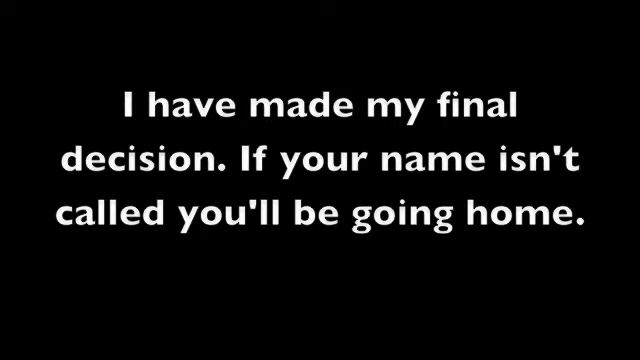 I have made my final
decision. If your name isn't
called you'll be going home.